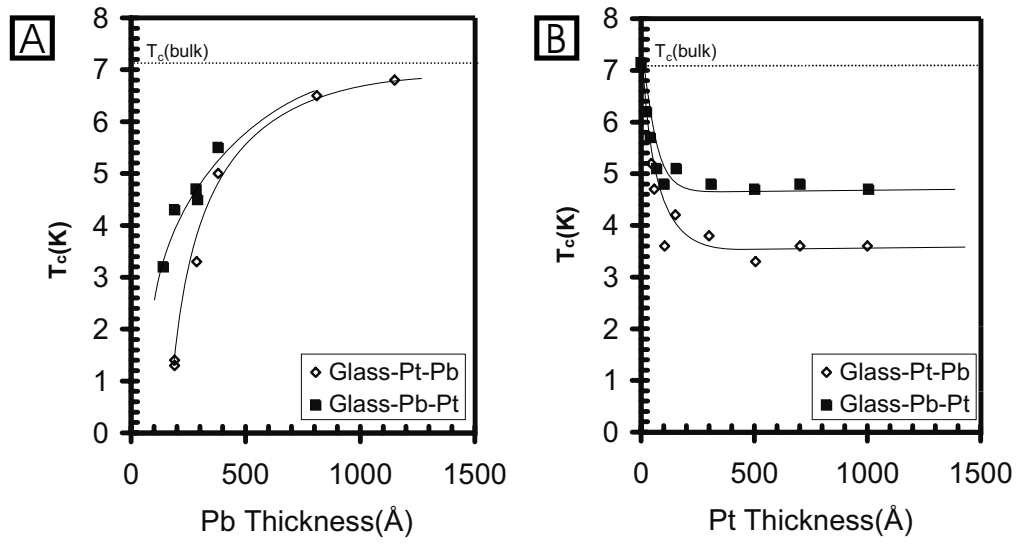 A
T_c(bulk)
8
7
6
5
4
3
2
1
0
T_c(K)
Glass-Pt-Pb
Glass-Pb-Pt
0 500 1000 1500
Pb Thickness(Å)
B
T_c(bulk)
8
7
6
5
4
3
2
1
0
T_c(K)
Glass-Pt-Pb
Glass-Pb-Pt
0 500 1000 1500
Pt Thickness(Å)